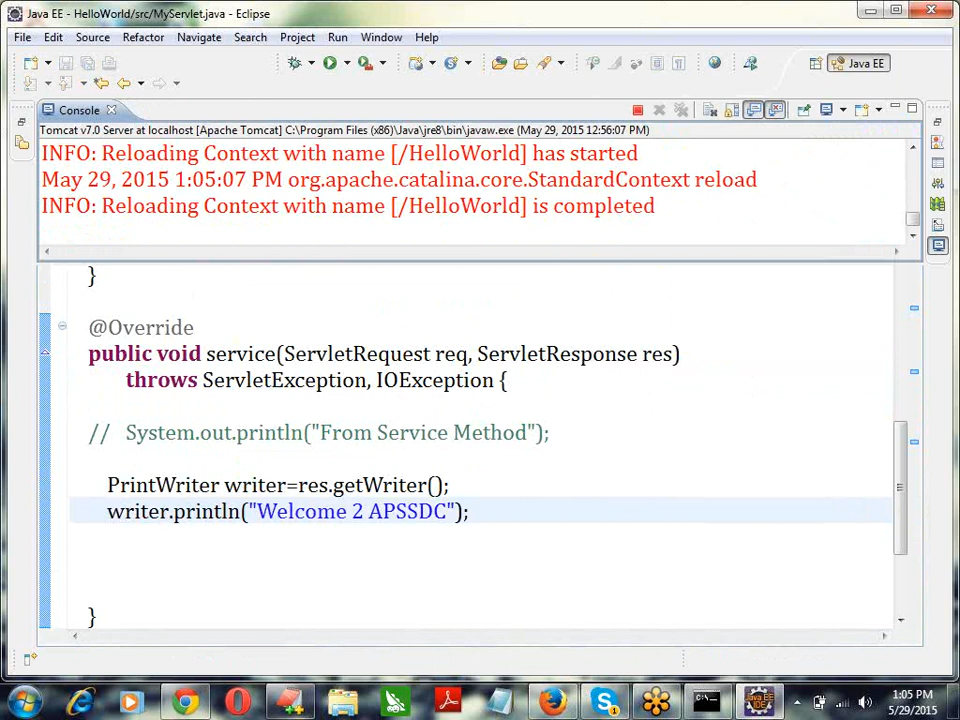 Java EE - HelloWorld/src/MyServlet.java - Eclipse
File Edit Source Refactor Navigate Search Project Run Window Help
Java EE
Console
Tomcat v7.0 Server at localhost [Apache Tomcat] C:\Program Files (x86)\Java\jre8\bin\javaw.exe (May 29, 2015 12:56:07 PM)
INFO: Reloading Context with name [/HelloWorld] has started
May 29, 2015 1:05:07 PM org.apache.catalina.core.StandardContext reload
INFO: Reloading Context with name [/HelloWorld] is completed
}
@Override
public void service(ServletRequest req, ServletResponse res)
throws ServletException, IOException {
// System.out.println("From Service Method");
PrintWriter writer=res.getWriter();
writer.println("Welcome 2 APSSDC");
}
1:05 PM
5/29/2015